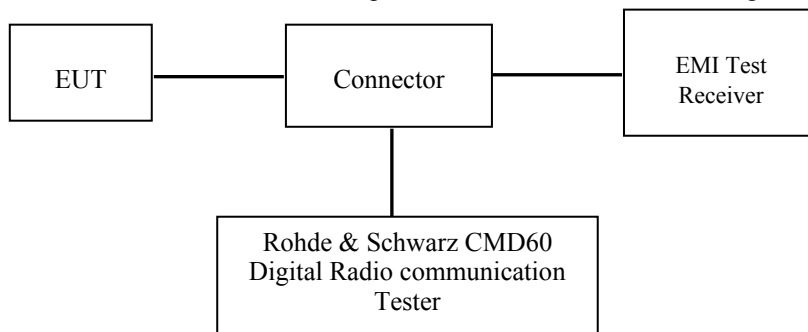 EUT
Connector
EMI Test
Receiver
Rohde & Schwarz CMD60
Digital Radio communication
Tester